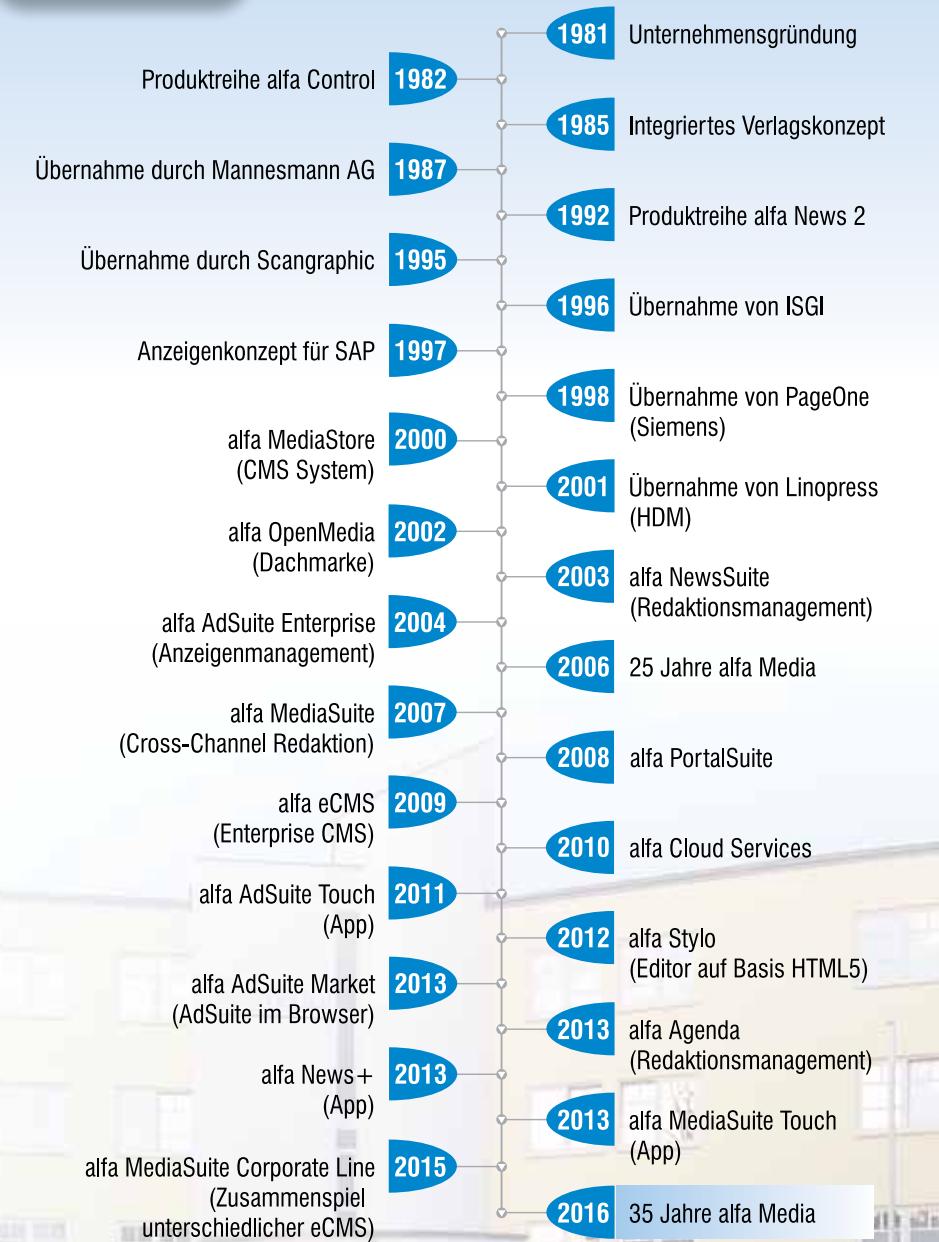 1981 Unternehmensgründung
Produktreihe alfa Control 1982
1985 Integriertes Verlagskonzept
Übernahme durch Mannesmann AG 1987
1992 Produktreihe alfa News 2
Übernahme durch Scangraphic 1995
1996 Übernahme von ISGI
Anzeigenkonzept für SAP 1997
1998 Übernahme von PageOne
(Siemens)
alfa MediaStore 2000
(CMS System)
2001 Übernahme von Linopress
(HDM)
alfa OpenMedia 2002
(Dachmarke)
2003 alfa NewsSuite
(Redaktionsmanagement)
alfa AdSuite Enterprise 2004
(Anzeigenmanagement)
2006 25 Jahre alfa Media
alfa MediaSuite 2007
(Cross-Channel Redaktion)
2008 alfa PortalSuite
alfa eCMS 2009
(Enterprise CMS)
2010 alfa Cloud Services
alfa AdSuite Touch 2011
(App)
2012 alfa Stylo
(Editor auf Basis HTML5)
alfa AdSuite Market 2013
(AdSuite im Browser)
2013 alfa Agenda
(Redaktionsmanagement)
alfa News+ 2013
(App)
2013 alfa MediaSuite Touch
(App)
alfa MediaSuite Corporate Line 2015
(Zusammenspiel
unterschiedlicher eCMS)
2016 35 Jahre alfa Media